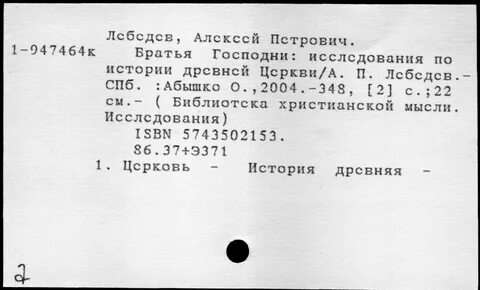 Лебедев, Алексей Петрович.
1-947464к
Братья Господни: исследования по
истории древней Церкви/А. П. Лебедев.-
СПб. :Абышко О.,2004.-348, [2] с.;22
см.- ( Библиотека христианской мысли.
Исследования)
ISBN 5743502153.
86.37+Э371
1. Церковь - История древняя -
2